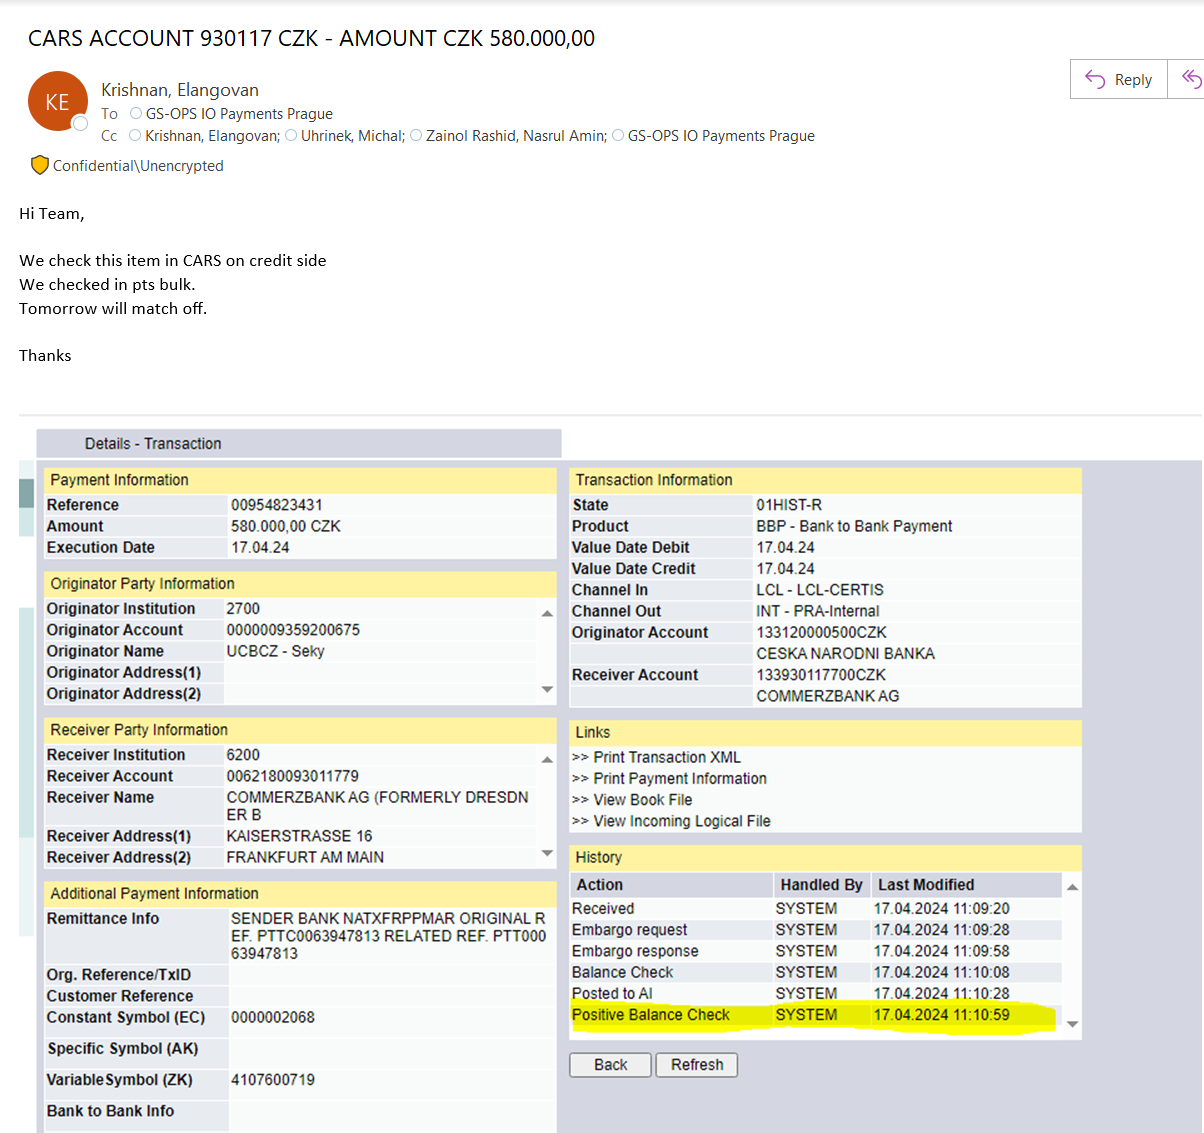 CARS ACCOUNT 930117 CZK - AMOUNT CZK 580.000,00
KE
Krishnan, Elangovan
To GS-OPS IO Payments Prague
Cc Krishnan, Elangovan; Uhrinek, Michal; Zainol Rashid, Nasrul Amin; GS-OPS IO Payments Prague
Reply
Confidential\Unencrypted
Hi Team,
We check this item in CARS on credit side
We checked in pts bulk.
Tomorrow will match off.
Thanks
Details - Transaction
Payment Information
Reference 00954823431
Amount 580.000,00 CZK
Execution Date 17.04.24
Originator Party Information
Originator Institution 2700
Originator Account 0000009359200675
Originator Name UCBCZ - Seky
Originator Address(1)
Originator Address(2)
Receiver Party Information
Receiver Institution 6200
Receiver Account 0062180093011779
Receiver Name COMMERZBANK AG (FORMERLY DRESDN
ER B
Receiver Address(1) KAISERSTRASSE 16
Receiver Address(2) FRANKFURT AM MAIN
Additional Payment Information
Remittance Info SENDER BANK NATXFRPPMAR ORIGINAL R
EF. PTTC0063947813 RELATED REF. PTT000
63947813
Org. Reference/TxID
Customer Reference
Constant Symbol (EC) 0000002068
Specific Symbol (AK)
VariableSymbol (ZK) 4107600719
Bank to Bank Info
Transaction Information
State 01HIST-R
Product BBP - Bank to Bank Payment
Value Date Debit 17.04.24
Value Date Credit 17.04.24
Channel In LCL - LCL-CERTIS
Channel Out INT - PRA-Internal
Originator Account 133120000500CZK
CESKA NARODNI BANKA
Receiver Account 133930117700CZK
COMMERZBANK AG
Links
>> Print Transaction XML
>> Print Payment Information
>> View Book File
>> View Incoming Logical File
History
Action Handled By Last Modified
Received SYSTEM 17.04.2024 11:09:20
Embargo request SYSTEM 17.04.2024 11:09:28
Embargo response SYSTEM 17.04.2024 11:09:58
Balance Check SYSTEM 17.04.2024 11:10:08
Posted to AI SYSTEM 17.04.2024 11:10:28
Positive Balance Check SYSTEM 17.04.2024 11:10:59
Back Refresh